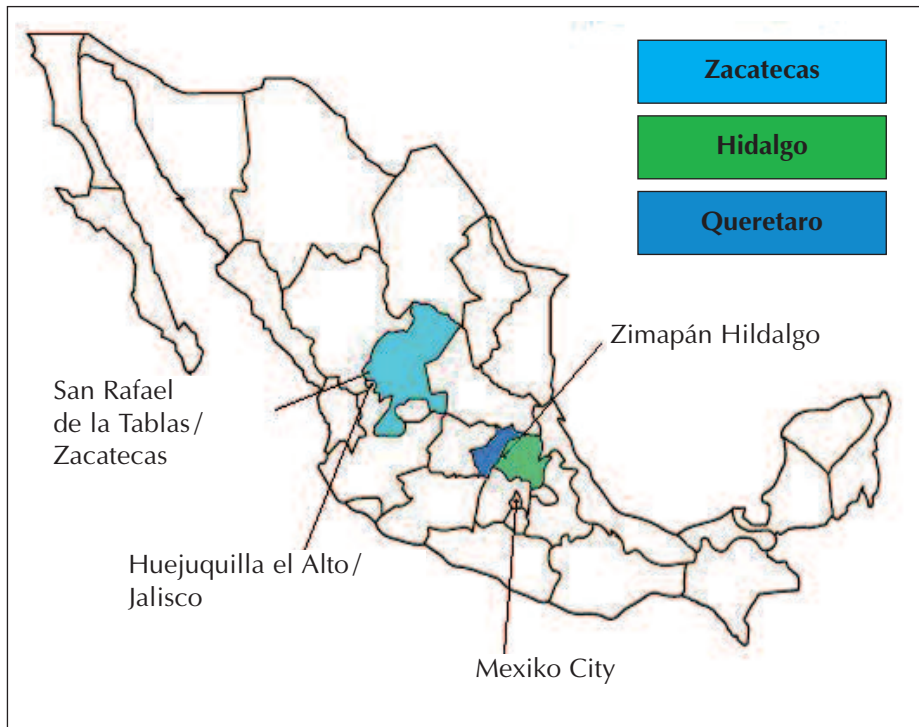 Zacatecas
Hidalgo
Queretaro
Zimapán Hildalgo
San Rafael
de la Tablas/
Zacatecas
Huejuquilla el Alto/
Jalisco
Mexiko City